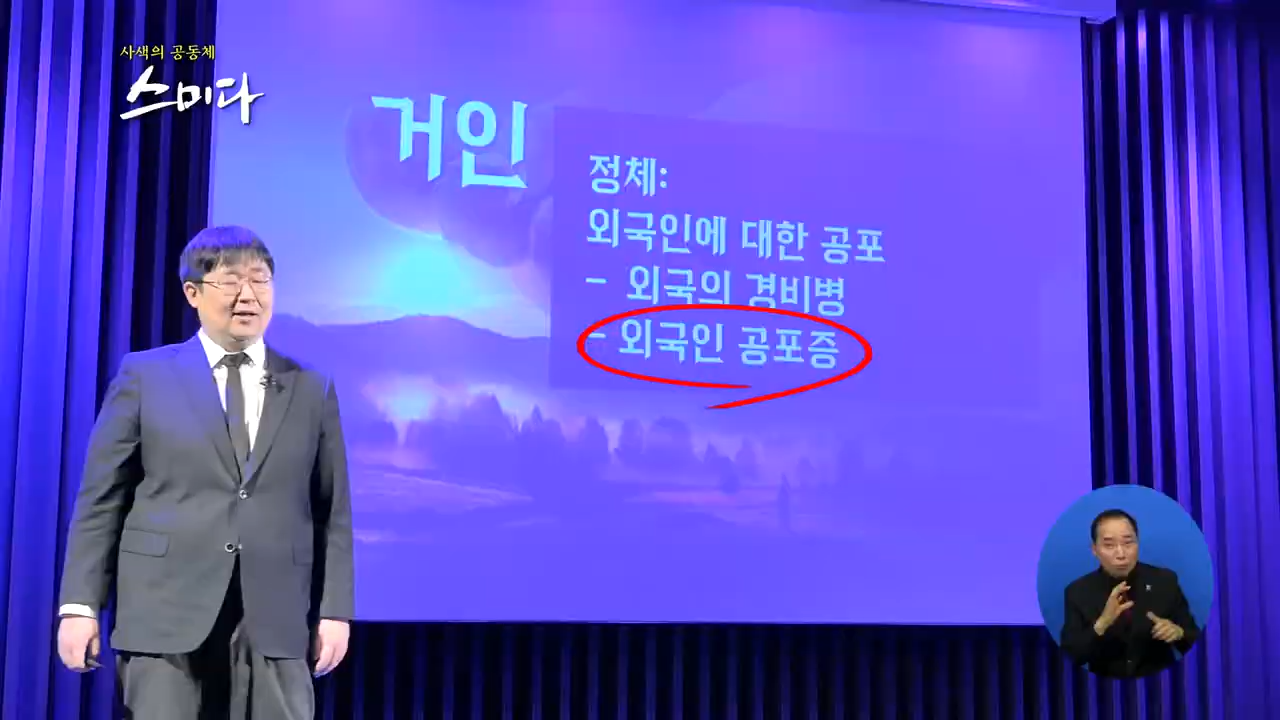 사색의 공동체
스미다
거인
정체:
외국인에 대한 공포
- 외국의 경비병
- 외국인 공포증